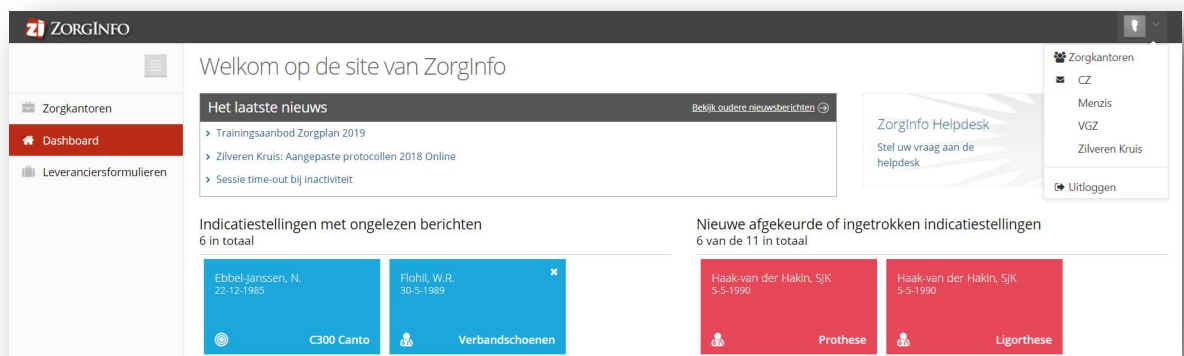 zi ZORGINFO
Welkom op de site van ZorgInfo
Zorgkantoren
Dashboard
Leveranciersformulieren
Het laatste nieuws
Bekijk oudere nieuwsberichten
Trainingsaanbod Zorgplan 2019
Zilveren Kruis: Aangepaste protocollen 2018 Online
Sessie time-out bij inactiviteit
ZorgInfo Helpdesk
Stel uw vraag aan de
helpdesk
Zorgkantoren
CZ
Menzis
VGZ
Zilveren Kruis
Uitloggen
Indicatiestellingen met ongelezen berichten
6 in totaal
Ebbel-Janssen, N.
22-12-1985
C300 Canto
Flohil, W.R.
30-5-1989
Verbandschoenen
Nieuwe afgekeurde of ingetrokken indicatiestellingen
6 van de 11 in totaal
Haak-van der Hakin, SJK
5-5-1990
Prothese
Haak-van der Hakin, SJK
5-5-1990
Ligorthese